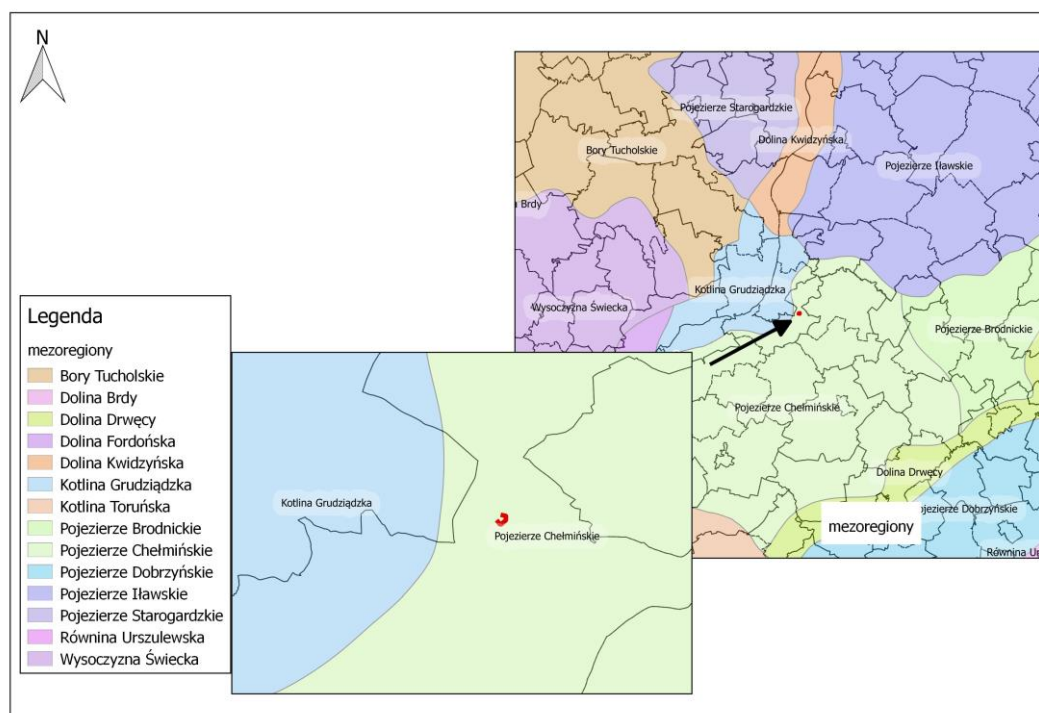 N
Pojezierze Starogardzkie
Dolina Kwidzyńska
Bory Tucholskie
Pojezierze Iławskie
Brdy
Kotlina Grudziądzka
Wysoczyzna Świecka
Pojezierze Brodnickie
Pojezierze Chełmińskie
Dolina Drwęcy
Pojezierze Dobrzyńskie
mezoregiony
Równina
Legenda
mezoregiony
Bory Tucholskie
Dolina Brdy
Dolina Drwęcy
Dolina Fordońska
Dolina Kwidzyńska
Kotlina Grudziądzka
Kotlina Toruńska
Pojezierze Brodnickie
Pojezierze Chełmińskie
Pojezierze Dobrzyńskie
Pojezierze Iławskie
Pojezierze Starogardzkie
Równina Urszulewska
Wysoczyzna Świecka
Kotlina Grudziądzka
Pojezierze Chełmińskie